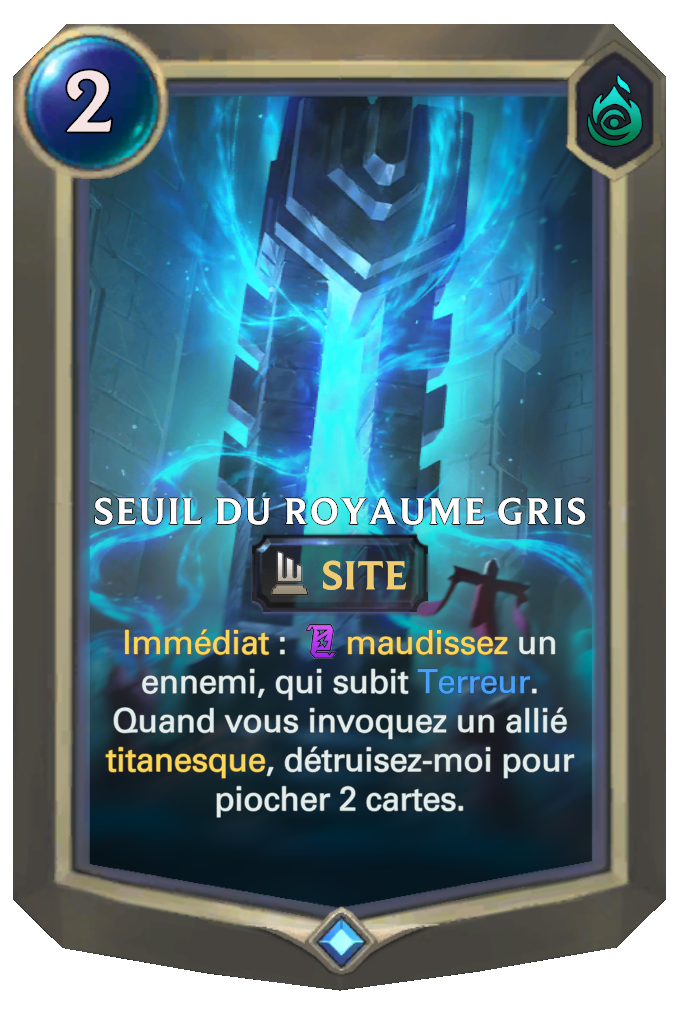 2
SEUIL DU ROYAUME GRIS
SITE
Immédiat : maudissez un
ennemi, qui subit Terreur.
Quand vous invoquez un allié
titanesque, détruisez-moi pour
piocher 2 cartes.